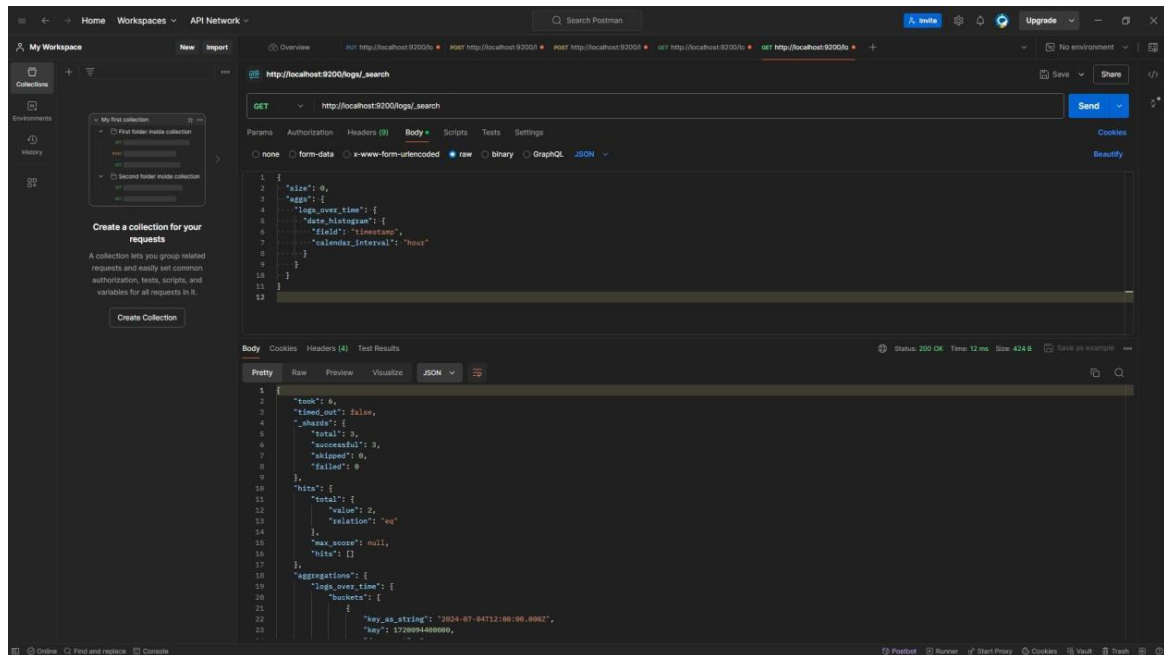 Home Workspaces API Network Search Postman Invite Upgrade
My Workspace New Import Overview PUT http://localhost:9200/lo POST http://localhost:9200/l POST http://localhost:9200/l GET http://localhost:9200/lo GET http://localhost:9200/lo No environment
Collections
Environments
History
My first collection
First folder inside collection
GET
POST
GET
Second folder inside collection
GET
GET
Create a collection for your
requests
A collection lets you group related
requests and easily set common
authorization, tests, scripts, and
variables for all requests in it.
Create Collection
HTTP http://localhost:9200/logs/_search Save Share
GET http://localhost:9200/logs/_search Send
Params Authorization Headers (9) Body Scripts Tests Settings Cookies
none form-data x-www-form-urlencoded raw binary GraphQL JSON Beautify
1 {
2 "size": 0,
3 "aggs": {
4 "logs_over_time": {
5 "date_histogram": {
6 "field": "timestamp",
7 "calendar_interval": "hour"
8 }
9 }
10 }
11 }
12
Body Cookies Headers (4) Test Results Status: 200 OK Time: 12 ms Size: 424 B Save as example
Pretty Raw Preview Visualize JSON
1 {
2 "took": 6,
3 "timed_out": false,
4 "_shards": {
5 "total": 3,
6 "successful": 3,
7 "skipped": 0,
8 "failed": 0
9 },
10 "hits": {
11 "total": {
12 "value": 2,
13 "relation": "eq"
14 },
15 "max_score": null,
16 "hits": []
17 },
18 "aggregations": {
19 "logs_over_time": {
20 "buckets": [
21 {
22 "key_as_string": "2024-07-04T12:00:00.000Z",
23 "key": 1720094400000,
Online Find and replace Console Postbot Runner Start Proxy Cookies Vault Trash